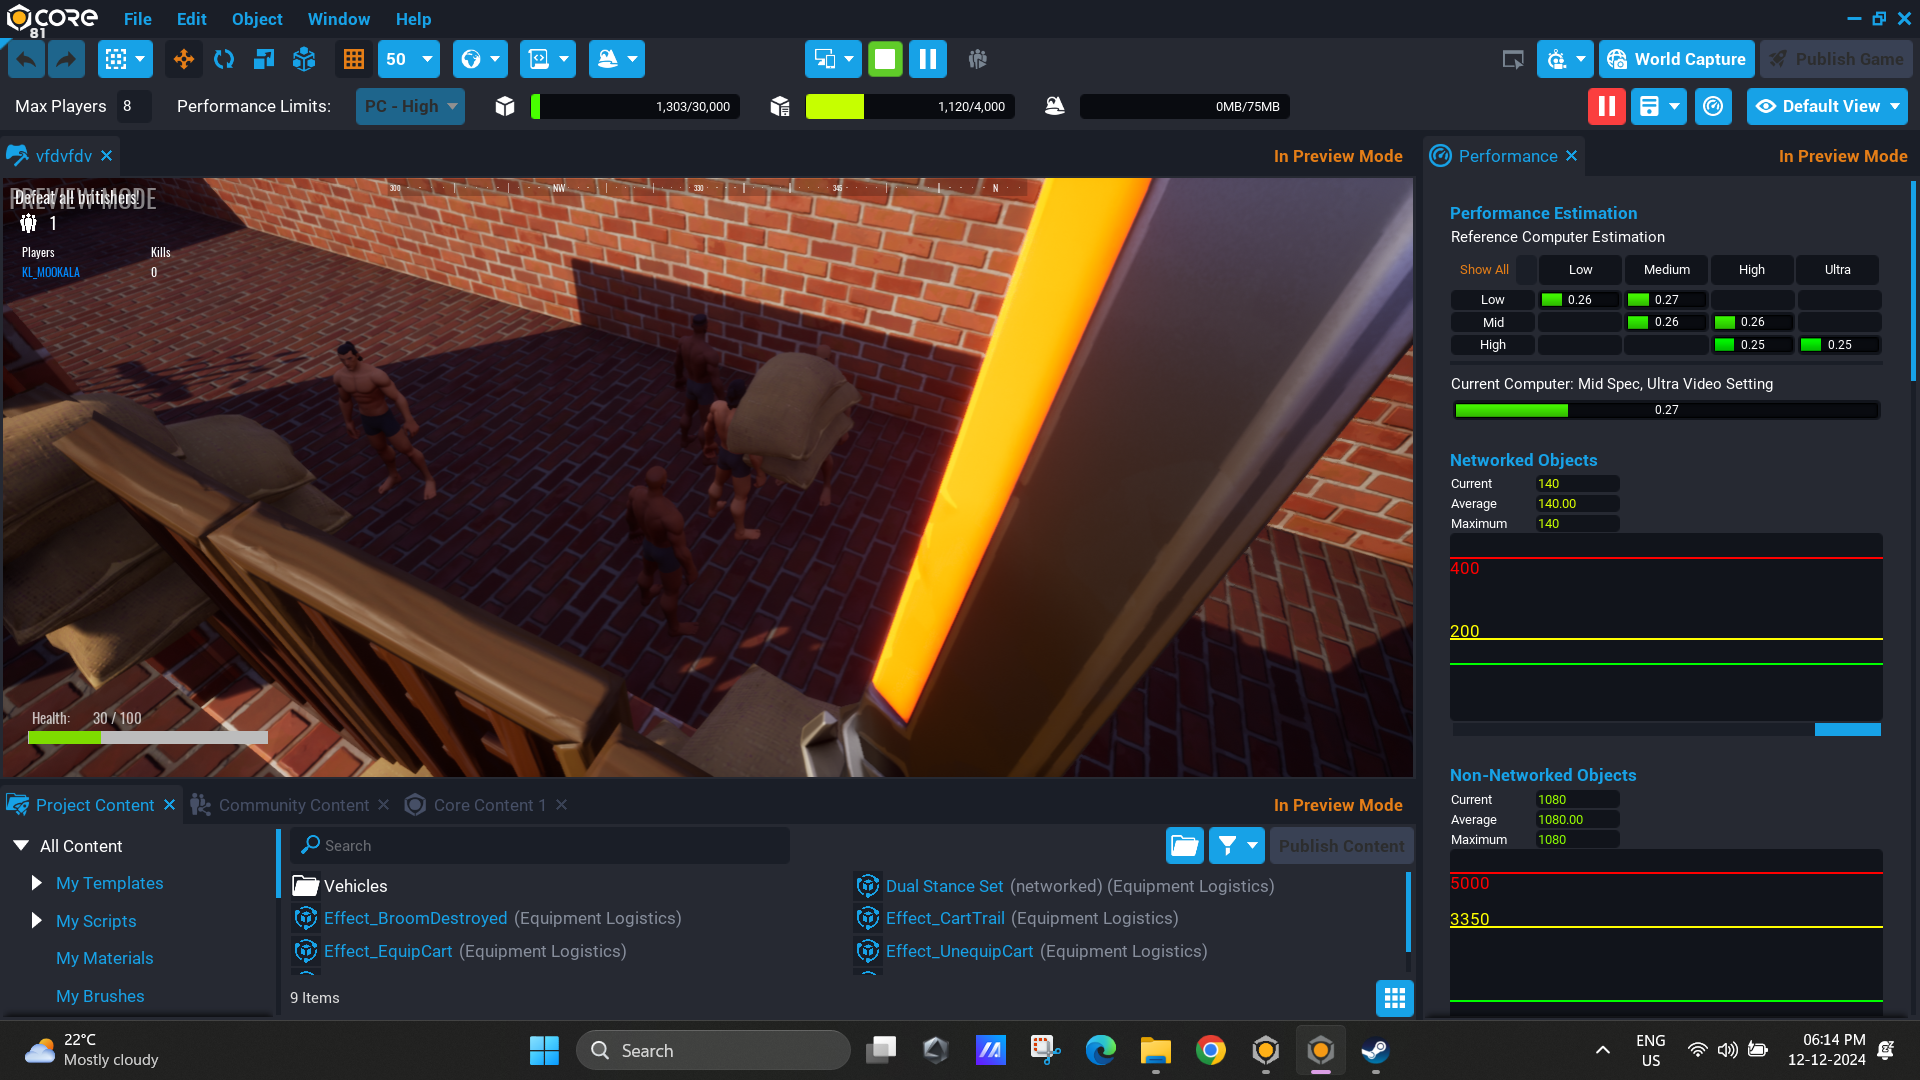 CORE
81
File Edit Object Window Help
50
World Capture
Publish Game
Max Players 8 Performance Limits: PC - High 1,303/30,000 1,120/4,000 0MB/75MB
Default View
vfdvfdv
In Preview Mode
Performance
In Preview Mode
PREVIEW MODE
Defeat all britishers!
1
Players Kills
KL_MOOKALA 0
300 NW 330 345 N
Health: 30 / 100
Performance Estimation
Reference Computer Estimation
Show All Low Medium High Ultra
Low 0.26 0.27
Mid 0.26 0.26
High 0.25 0.25
Current Computer: Mid Spec, Ultra Video Setting
0.27
Networked Objects
Current 140
Average 140.00
Maximum 140
400
200
Non-Networked Objects
Current 1080
Average 1080.00
Maximum 1080
5000
3350
Project Content Community Content Core Content 1
In Preview Mode
All Content
My Templates
My Scripts
My Materials
My Brushes
Search
Publish Content
Vehicles
Dual Stance Set (networked) (Equipment Logistics)
Effect_BroomDestroyed (Equipment Logistics)
Effect_CartTrail (Equipment Logistics)
Effect_EquipCart (Equipment Logistics)
Effect_UnequipCart (Equipment Logistics)
9 Items
22°C
Mostly cloudy
Search
ENG
US
06:14 PM
12-12-2024